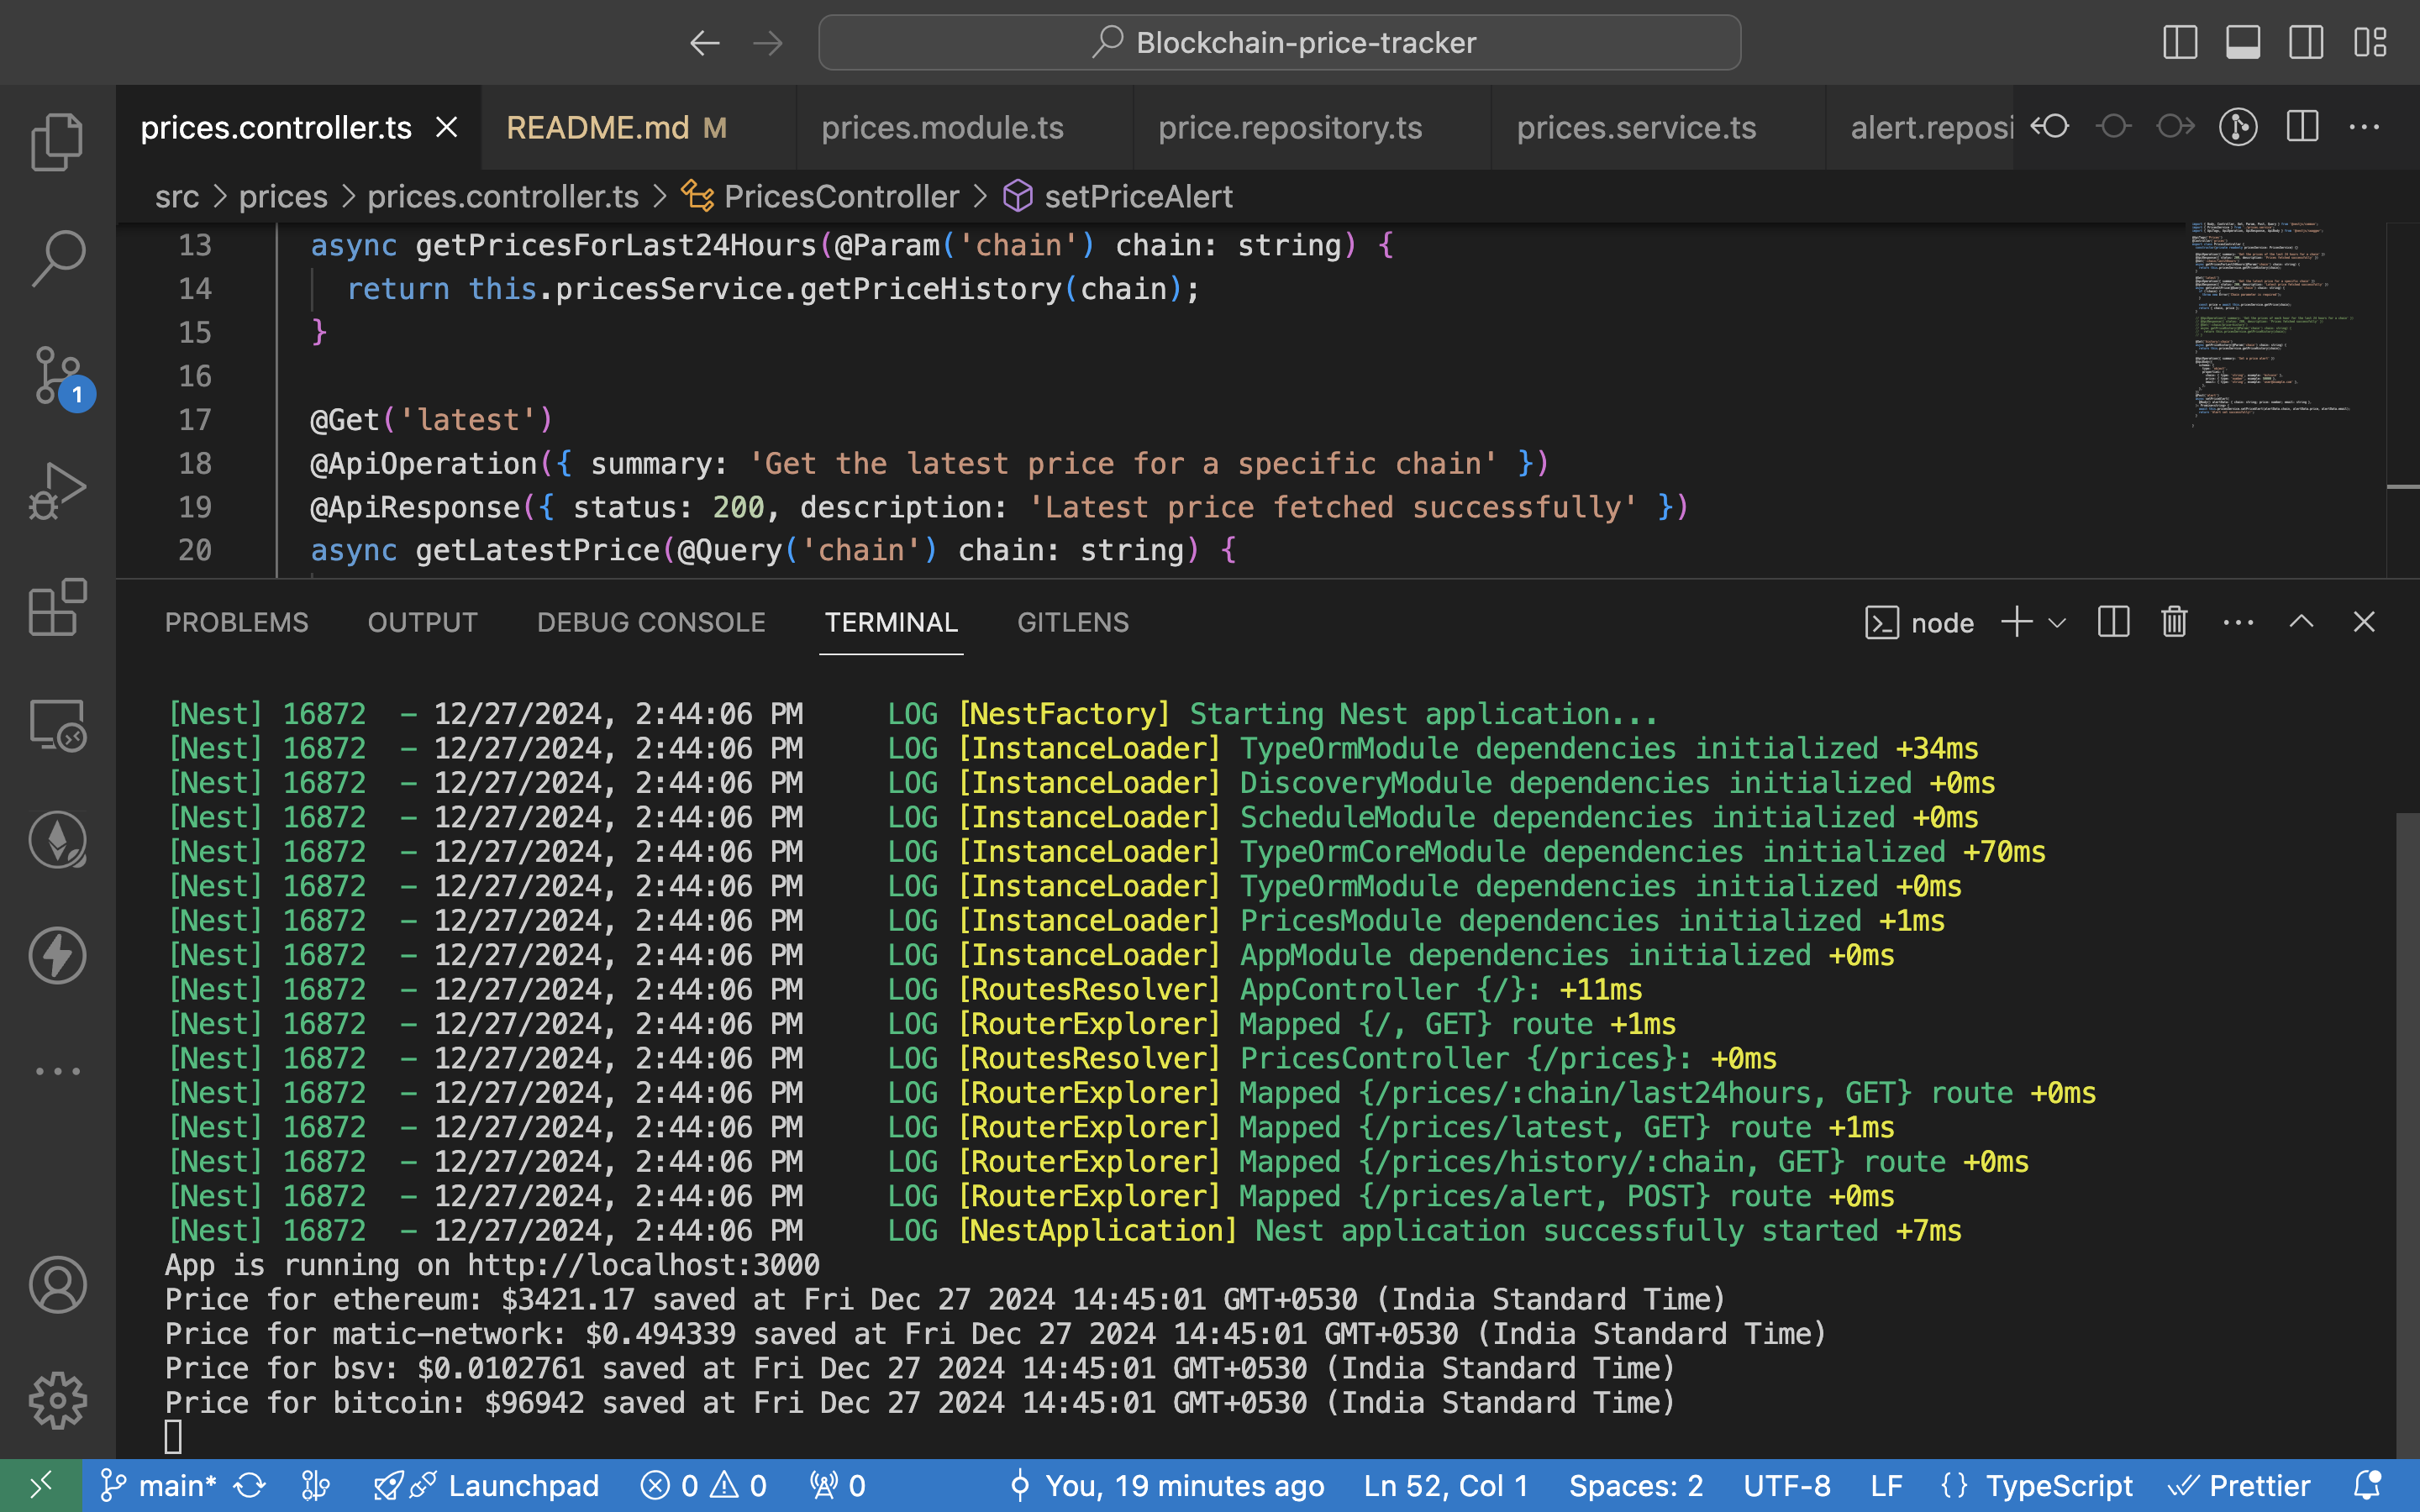 Blockchain-price-tracker
prices.controller.ts README.md M prices.module.ts price.repository.ts prices.service.ts alert.reposi
src > prices > prices.controller.ts > PricesController > setPriceAlert
13 async getPricesForLast24Hours(@Param('chain') chain: string) {
14 return this.pricesService.getPriceHistory(chain);
15 }
16
17 @Get('latest')
18 @ApiOperation({ summary: 'Get the latest price for a specific chain' })
19 @ApiResponse({ status: 200, description: 'Latest price fetched successfully' })
20 async getLatestPrice(@Query('chain') chain: string) {
1
PROBLEMS OUTPUT DEBUG CONSOLE TERMINAL GITLENS node
[Nest] 16872 - 12/27/2024, 2:44:06 PM LOG [NestFactory] Starting Nest application...
[Nest] 16872 - 12/27/2024, 2:44:06 PM LOG [InstanceLoader] TypeOrmModule dependencies initialized +34ms
[Nest] 16872 - 12/27/2024, 2:44:06 PM LOG [InstanceLoader] DiscoveryModule dependencies initialized +0ms
[Nest] 16872 - 12/27/2024, 2:44:06 PM LOG [InstanceLoader] ScheduleModule dependencies initialized +0ms
[Nest] 16872 - 12/27/2024, 2:44:06 PM LOG [InstanceLoader] TypeOrmCoreModule dependencies initialized +70ms
[Nest] 16872 - 12/27/2024, 2:44:06 PM LOG [InstanceLoader] TypeOrmModule dependencies initialized +0ms
[Nest] 16872 - 12/27/2024, 2:44:06 PM LOG [InstanceLoader] PricesModule dependencies initialized +1ms
[Nest] 16872 - 12/27/2024, 2:44:06 PM LOG [InstanceLoader] AppModule dependencies initialized +0ms
[Nest] 16872 - 12/27/2024, 2:44:06 PM LOG [RoutesResolver] AppController {/}: +11ms
[Nest] 16872 - 12/27/2024, 2:44:06 PM LOG [RouterExplorer] Mapped {/, GET} route +1ms
[Nest] 16872 - 12/27/2024, 2:44:06 PM LOG [RoutesResolver] PricesController {/prices}: +0ms
[Nest] 16872 - 12/27/2024, 2:44:06 PM LOG [RouterExplorer] Mapped {/prices/:chain/last24hours, GET} route +0ms
[Nest] 16872 - 12/27/2024, 2:44:06 PM LOG [RouterExplorer] Mapped {/prices/latest, GET} route +1ms
[Nest] 16872 - 12/27/2024, 2:44:06 PM LOG [RouterExplorer] Mapped {/prices/history/:chain, GET} route +0ms
[Nest] 16872 - 12/27/2024, 2:44:06 PM LOG [RouterExplorer] Mapped {/prices/alert, POST} route +0ms
[Nest] 16872 - 12/27/2024, 2:44:06 PM LOG [NestApplication] Nest application successfully started +7ms
App is running on http://localhost:3000
Price for ethereum: $3421.17 saved at Fri Dec 27 2024 14:45:01 GMT+0530 (India Standard Time)
Price for matic-network: $0.494339 saved at Fri Dec 27 2024 14:45:01 GMT+0530 (India Standard Time)
Price for bsv: $0.0102761 saved at Fri Dec 27 2024 14:45:01 GMT+0530 (India Standard Time)
Price for bitcoin: $96942 saved at Fri Dec 27 2024 14:45:01 GMT+0530 (India Standard Time)
main* Launchpad 0 0 0 You, 19 minutes ago Ln 52, Col 1 Spaces: 2 UTF-8 LF {} TypeScript Prettier